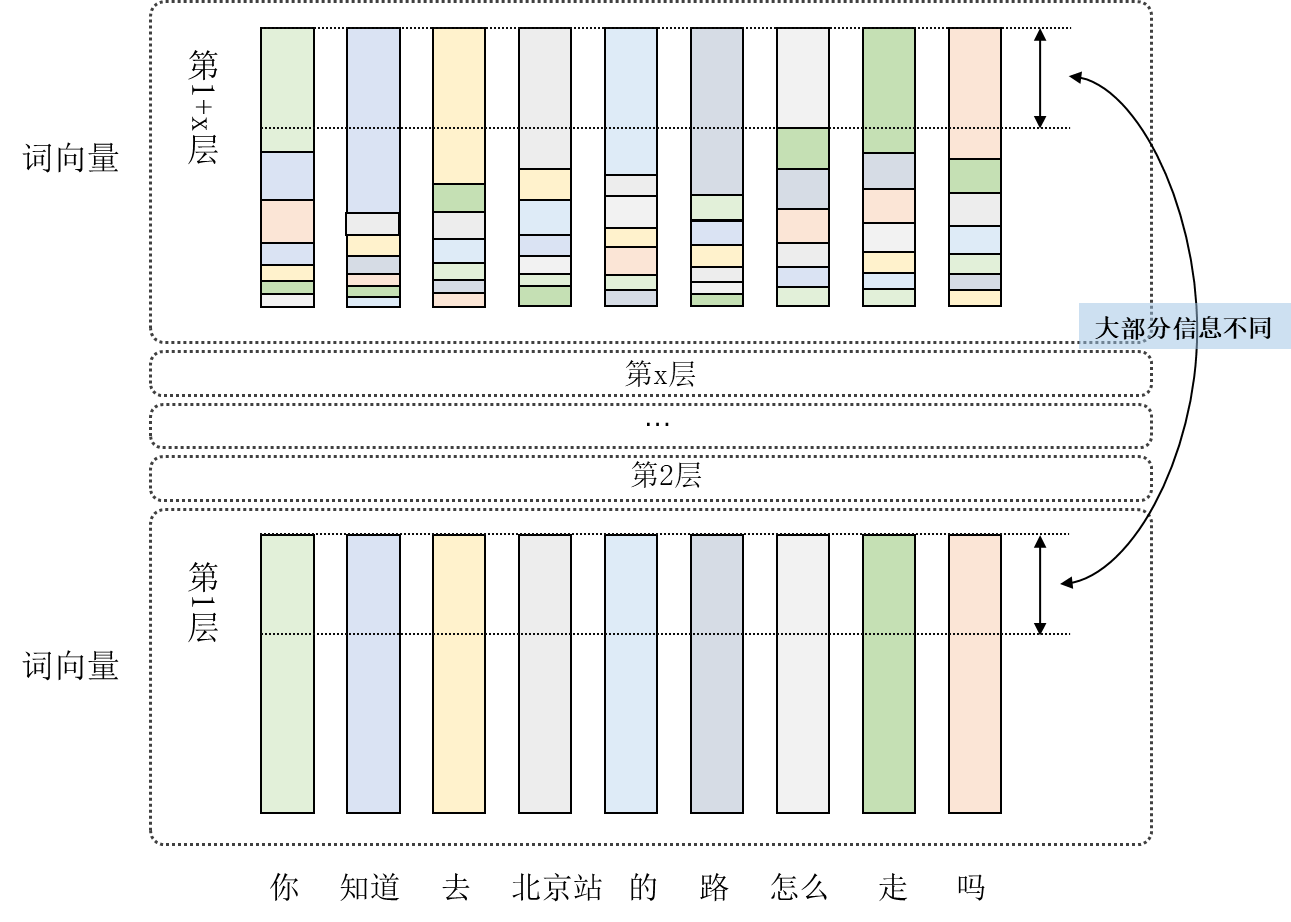 第1+x层
词向量
大部分信息不同
第x层
…
第2层
第1层
词向量
你 知道 去 北京站 的 路 怎么 走 吗